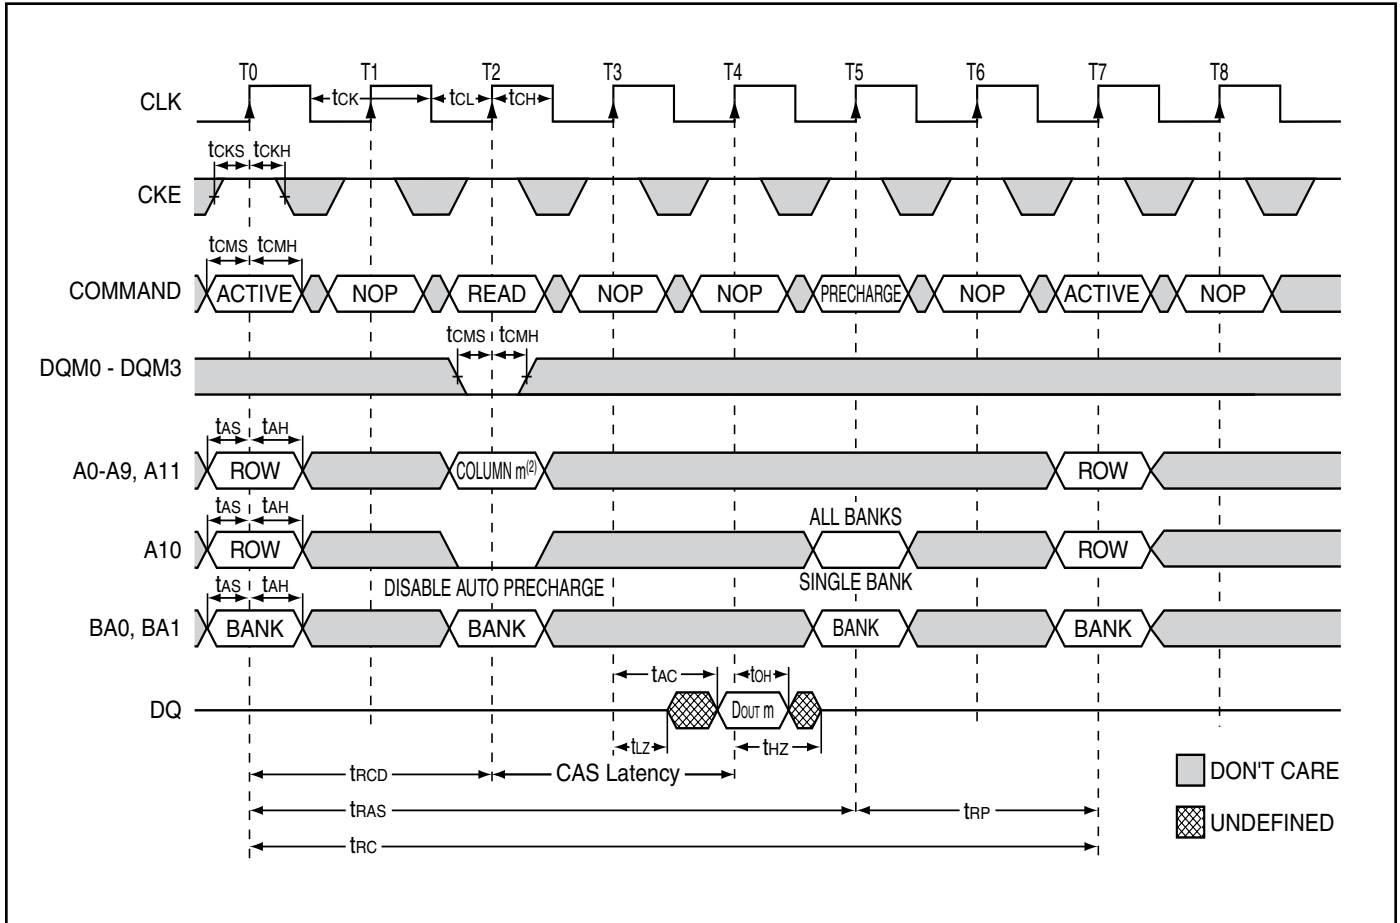 T0 T1 T2 T3 T4 T5 T6 T7 T8
CLK
tCK tCL tCH
tCKS tCKH
CKE
tCMS tCMH
COMMAND ACTIVE NOP READ NOP NOP PRECHARGE NOP ACTIVE NOP
tCMS tCMH
DQM0 - DQM3
tAS tAH
A0-A9, A11 ROW COLUMN m(2) ROW
tAS tAH ALL BANKS
A10 ROW ROW
tAS tAH DISABLE AUTO PRECHARGE SINGLE BANK
BA0, BA1 BANK BANK BANK BANK
tAC tOH
DQ DOUT m
tLZ tHZ
tRCD CAS Latency
DON'T CARE
tRAS tRP
UNDEFINED
tRC